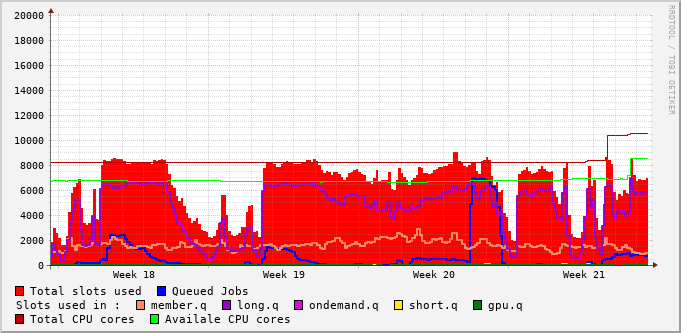 20000
18000
16000
14000
12000
10000
8000
6000
4000
2000
0
Week 18 Week 19 Week 20 Week 21
RRDTOOL / TOBI OETIKER
Total slots used Queued Jobs
Slots used in : member.q long.q ondemand.q short.q gpu.q
Total CPU cores Availale CPU cores